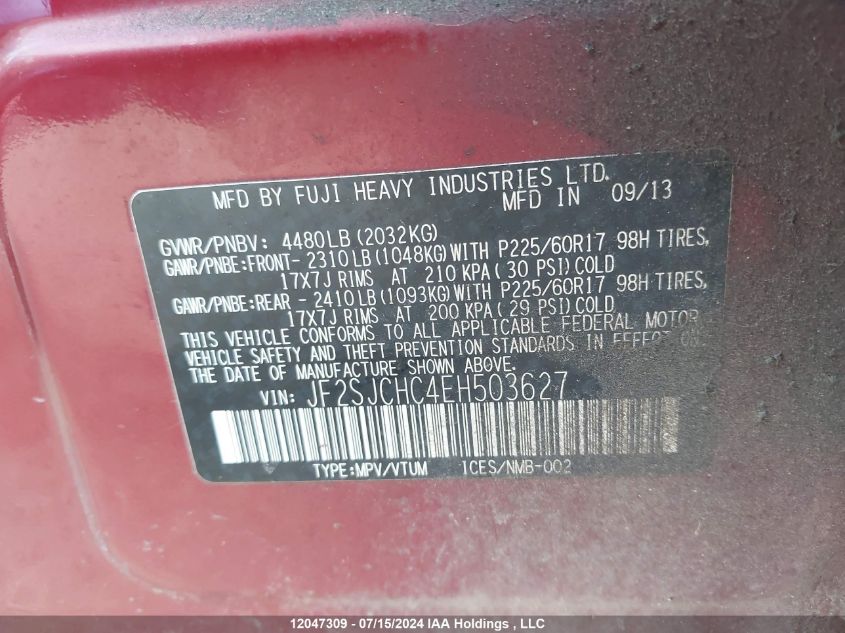 MFD BY FUJI HEAVY INDUSTRIES LTD.
MFD IN 09/13
GVWR/PNBV: 4480LB (2032KG)
GAWR/PNBE:FRONT- 2310LB (1048KG) WITH P225/60R17 98H TIRES,
17X7J RIMS AT 210 KPA ( 30 PSI) COLD
GAWR/PNBE:REAR - 2410LB (1093KG) WITH P225/60R17 98H TIRES,
17X7J RIMS AT 200 KPA ( 29 PSI) COLD
THIS VEHICLE CONFORMS TO ALL APPLICABLE FEDERAL MOTOR
VEHICLE SAFETY AND THEFT PREVENTION STANDARDS IN EFFECT ON
THE DATE OF MANUFACTURE SHOWN ABOVE.
VIN: JF2SJCHC4EH503627
TYPE:MPV/VTUM ICES/NMB-002
12047309 - 07/15/2024 IAA Holdings , LLC